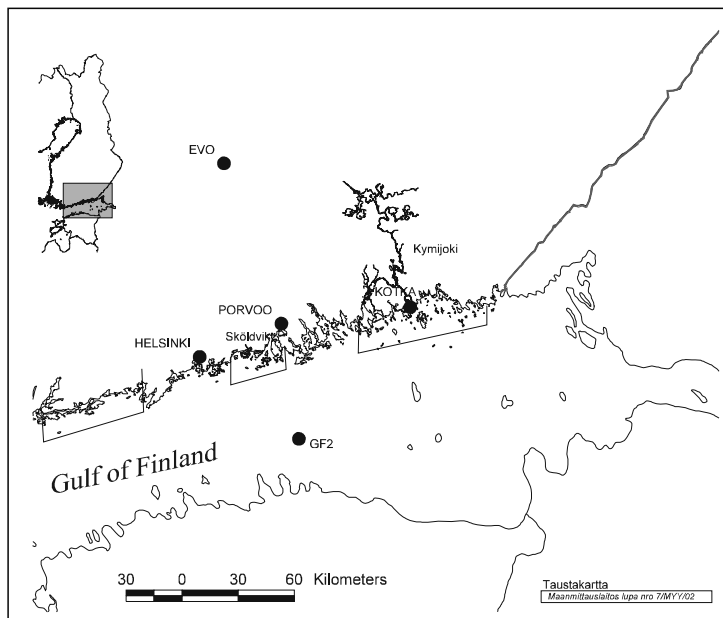 EVO
Kymijoki
KOTKA
PORVOO
Sköldvik
HELSINKI
GF2
Gulf of Finland
30 0 30 60 Kilometers
Taustakartta
Maanmittauslaitos lupa nro 7/MYY/02